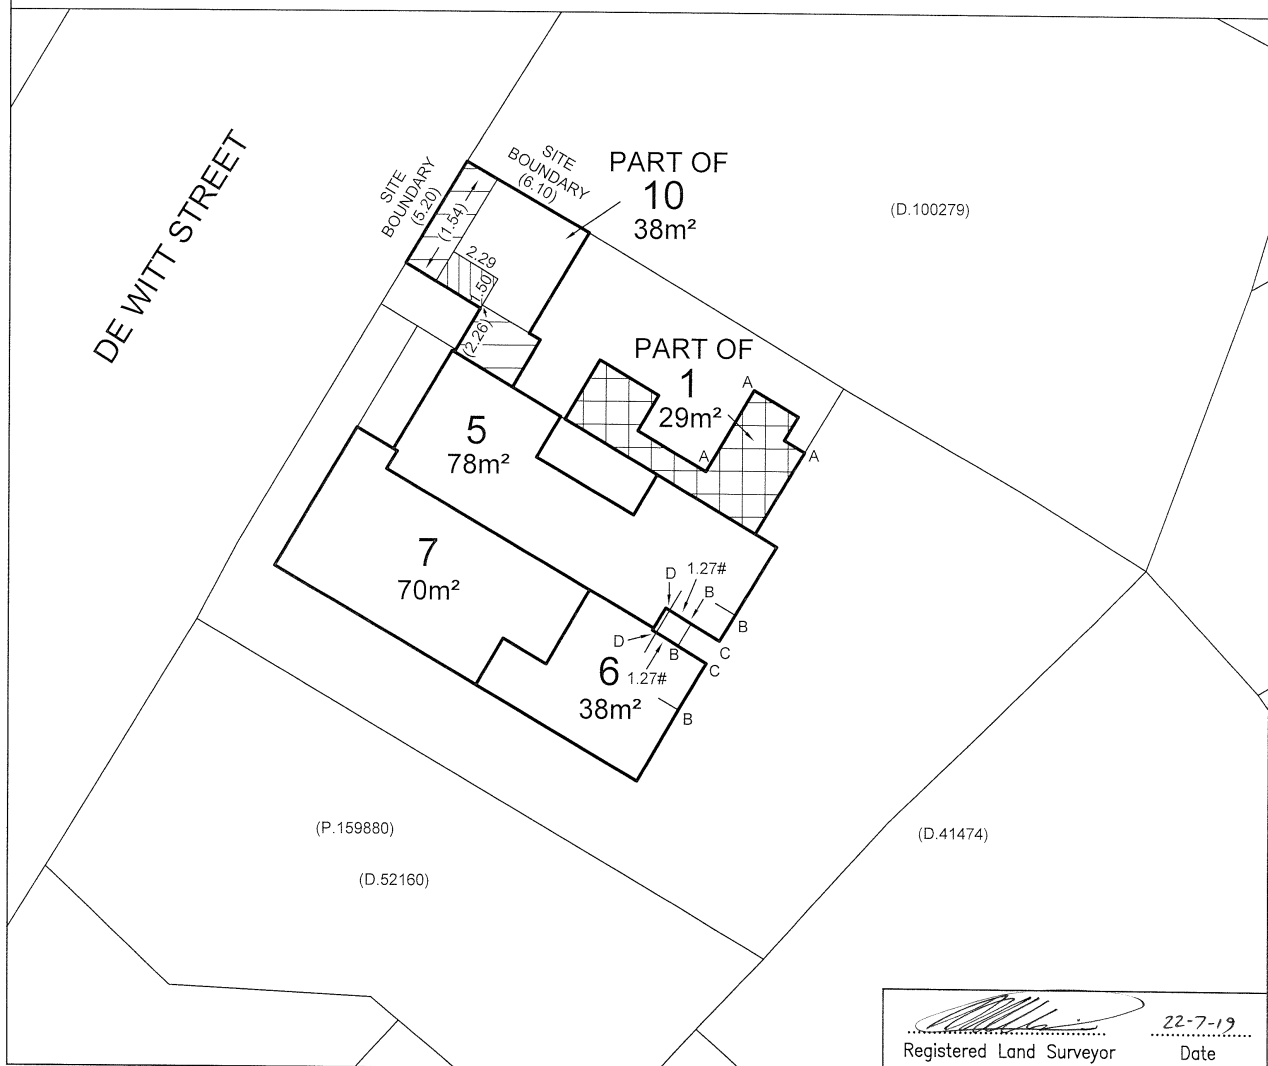 SITE
BOUNDARY
(5.20)
SITE
BOUNDARY
(6.10)
PART OF
10
38m²
(D.100279)
(1.54)
2.29
1.50
(2.26)
DE WITT STREET
PART OF
1
29m²
A
A
A
5
78m²
7
70m²
D
1.27#
B
B
C
D
B
C
6
1.27#
38m²
B
(P.159880)
(D.52160)
(D.41474)
22-7-19
Registered Land Surveyor
Date